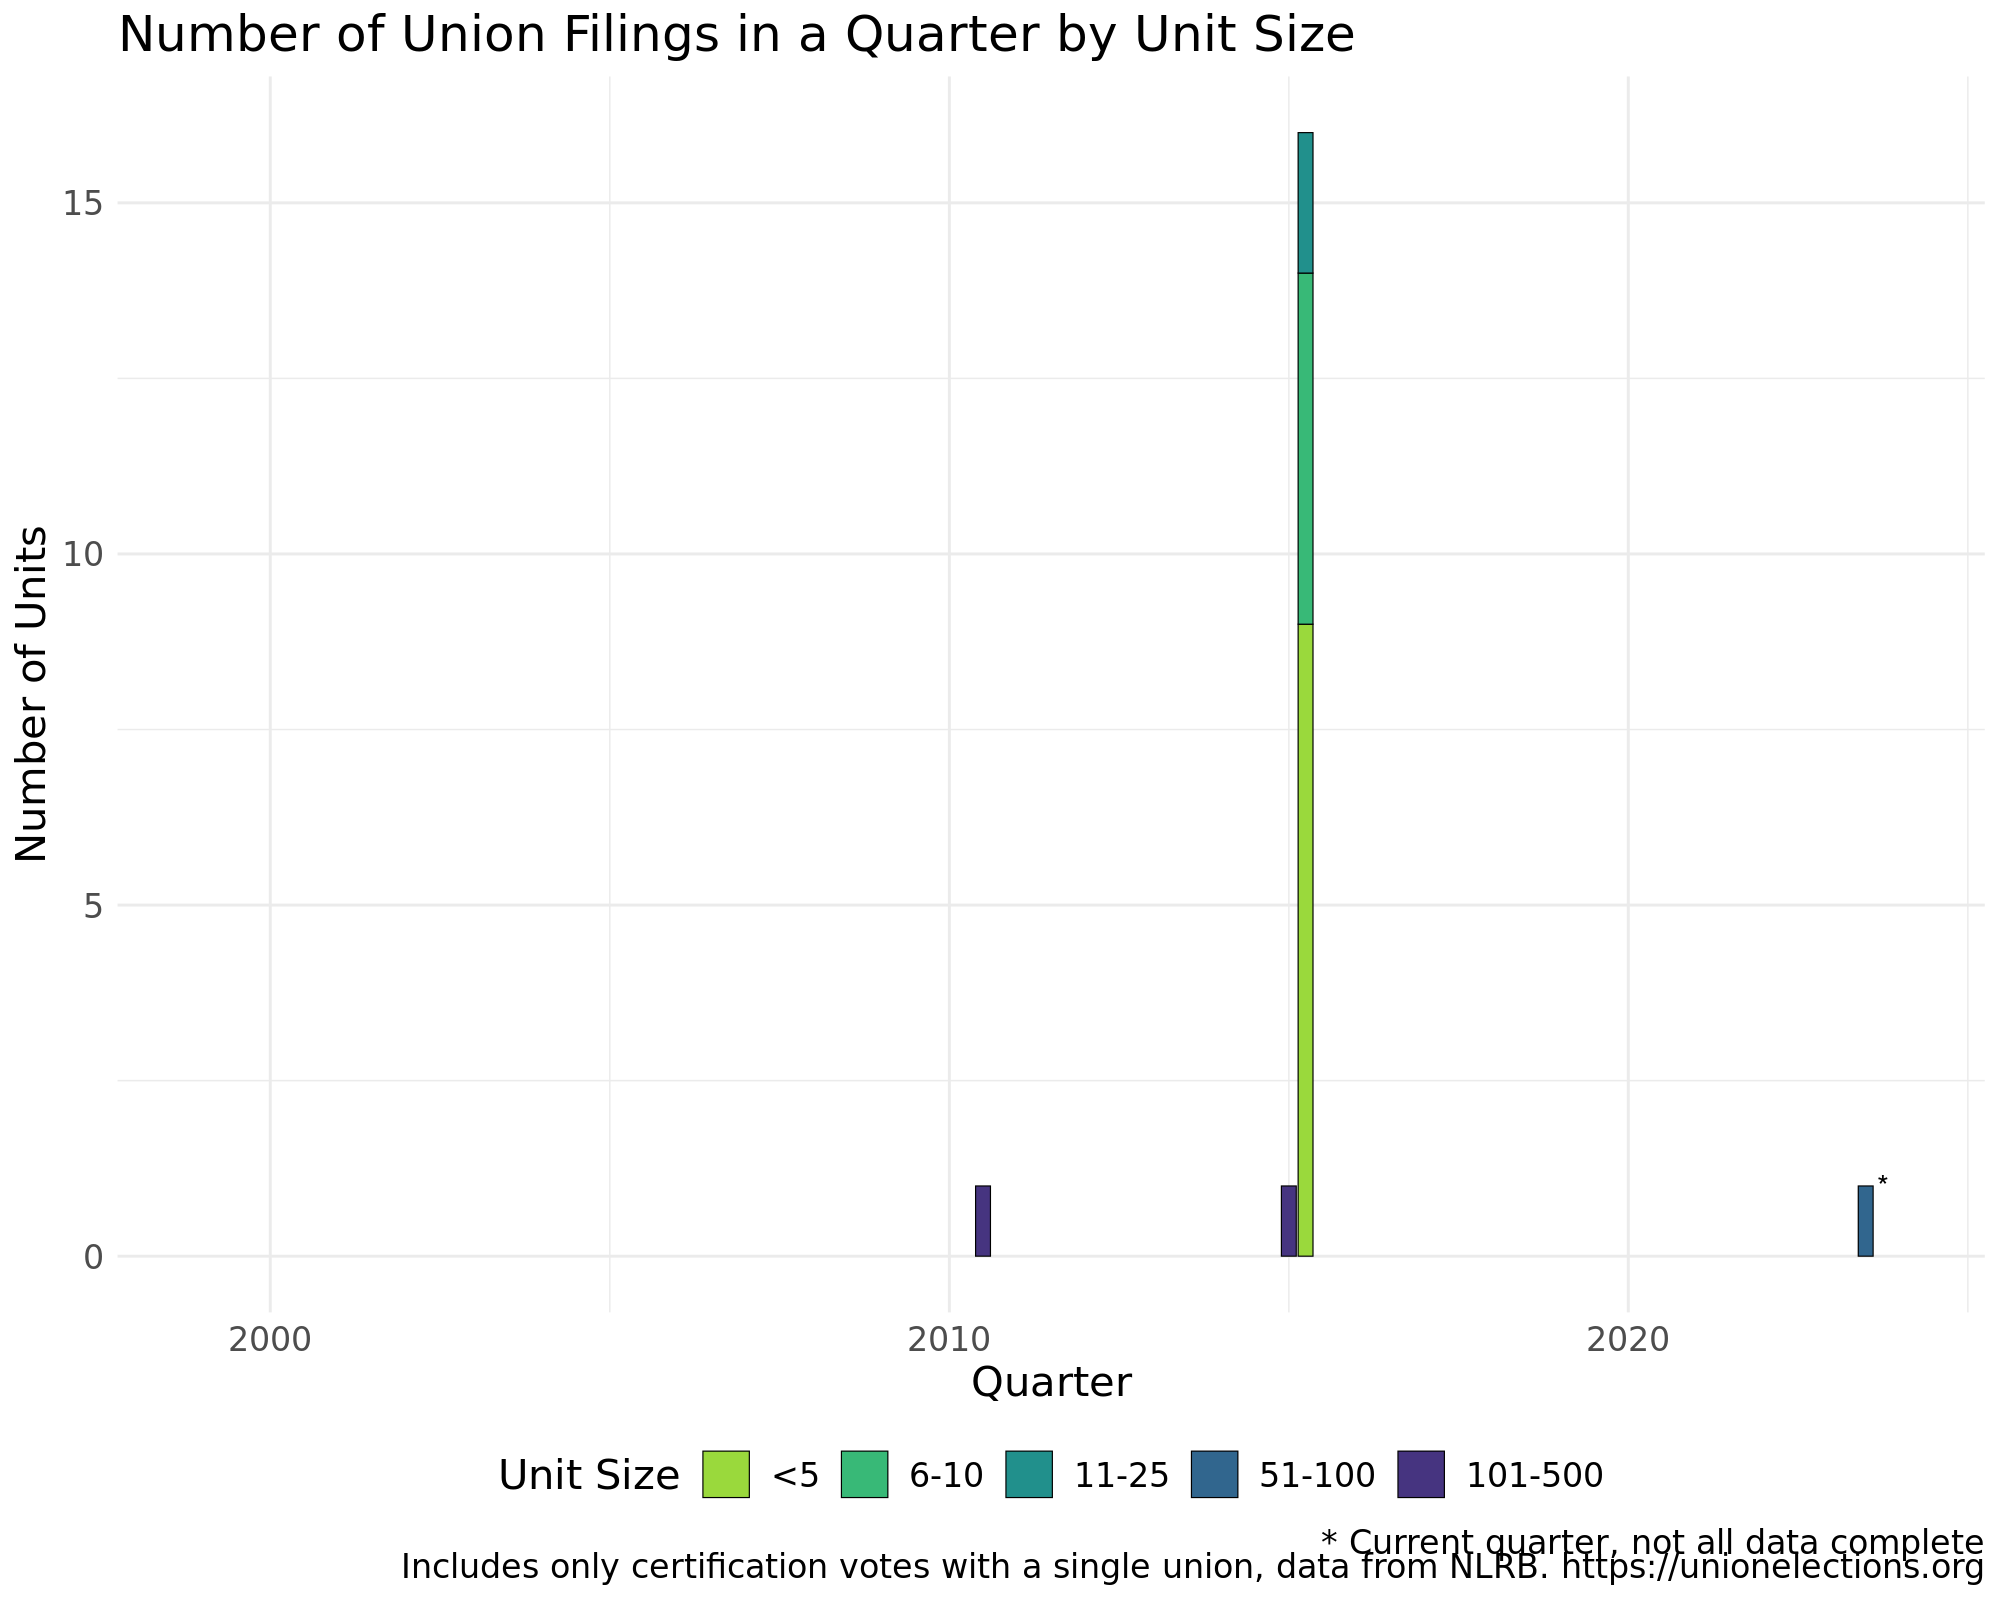 Number of Union Filings in a Quarter by Unit Size
Number of Units
15
10
5
0
*
2000 2010 2020
Quarter
Unit Size <5 6-10 11-25 51-100 101-500
* Current quarter, not all data complete
Includes only certification votes with a single union, data from NLRB. https://unionelections.org